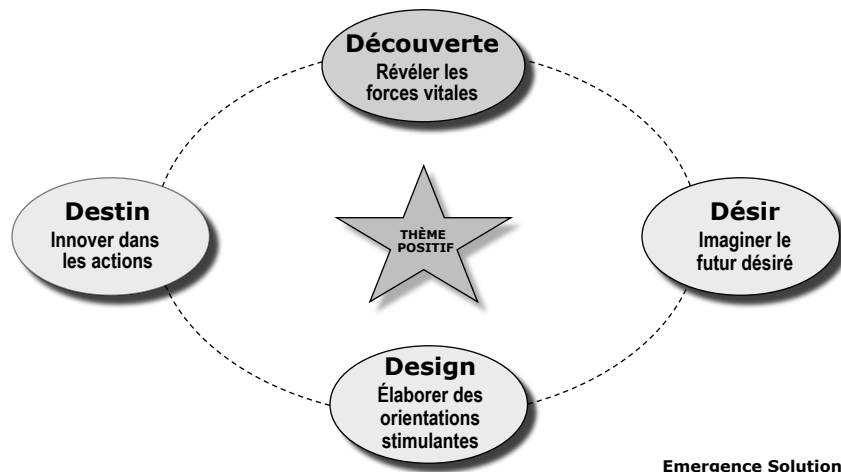 Découverte
Révéler les
forces vitales
Destin
Innover dans
les actions
THÈME
POSITIF
Désir
Imaginer le
futur désiré
Design
Élaborer des
orientations
stimulantes
Emergence Solution